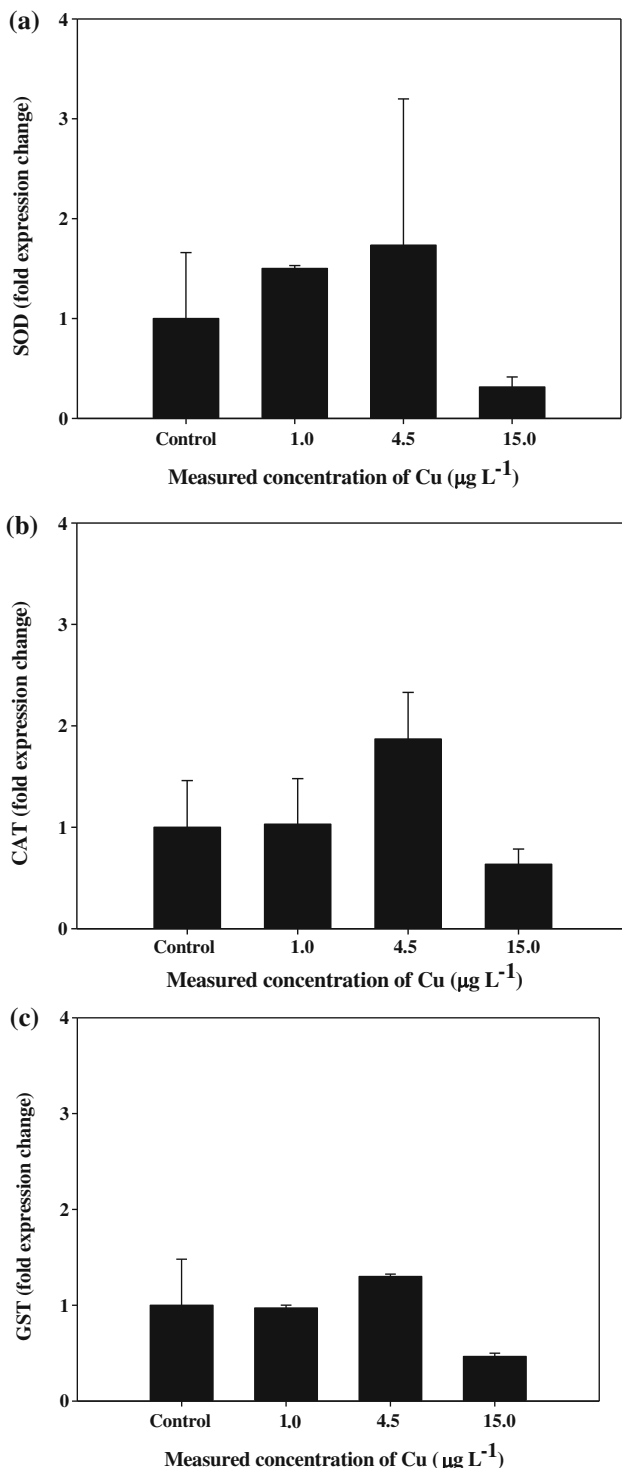 (a)
4
3
2
1
0
SOD (fold expression change)
Control 1.0 4.5 15.0
Measured concentration of Cu (µg L⁻¹)
(b)
4
3
2
1
0
CAT (fold expression change)
Control 1.0 4.5 15.0
Measured concentration of Cu (µg L⁻¹)
(c)
4
3
2
1
0
GST (fold expression change)
Control 1.0 4.5 15.0
Measured concentration of Cu ( µg L⁻¹)